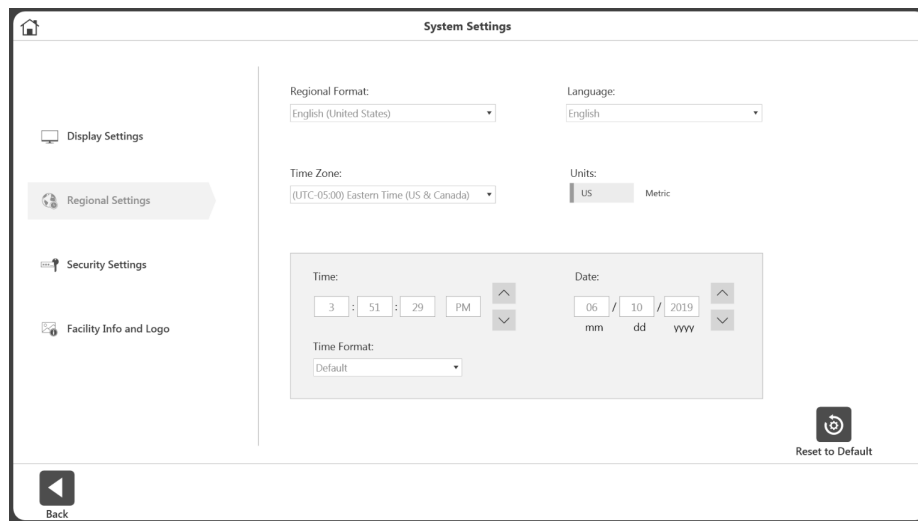 System Settings
Display Settings
Regional Settings
Security Settings
Facility Info and Logo
Regional Format:
English (United States)
Language:
English
Time Zone:
(UTC-05:00) Eastern Time (US & Canada)
Units:
US Metric
Time:
3 : 51 : 29 PM
Time Format:
Default
Date:
06 / 10 / 2019
mm dd yyyy
Reset to Default
Back